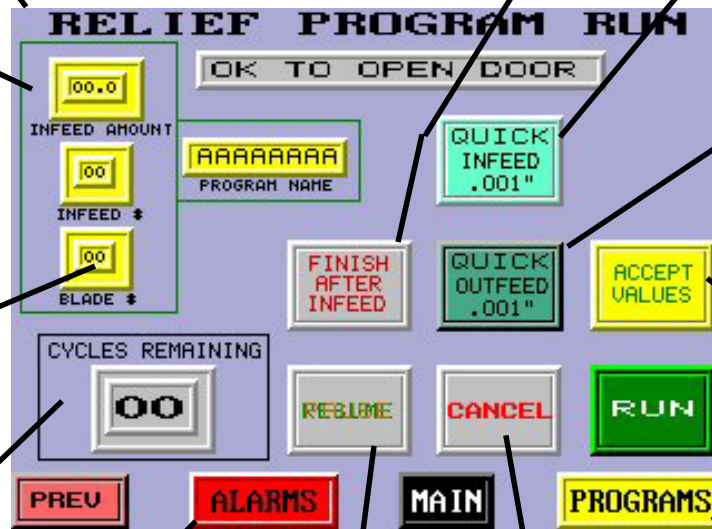 RELIEF PROGRAM RUN
OK TO OPEN DOOR
00.0
INFEED AMOUNT
QUICK
INFEED
.001"
AAAAAAAA
PROGRAM NAME
00
INFEED #
00
BLADE #
FINISH
AFTER
INFEED
QUICK
OUTFEED
.001"
ACCEPT
VALUES
CYCLES REMAINING
00
CANCEL
RUN
PREV
ALARMS
MAIN
PROGRAMS